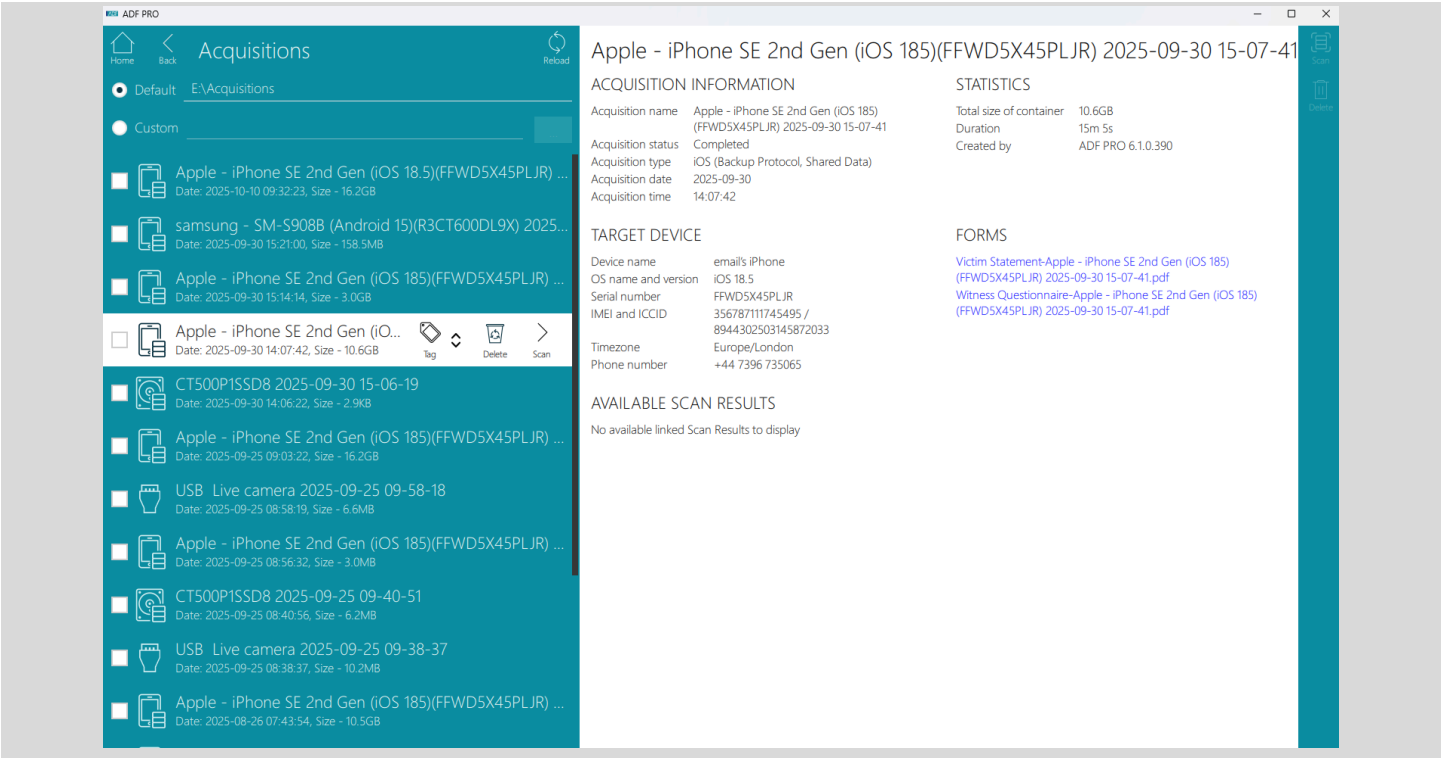 ADF PRO
Home
Back
Acquisitions
Reload
Default
E:\Acquisitions
Custom
Apple - iPhone SE 2nd Gen (iOS 18.5)(FFWD5X45PLJR) ...
Date: 2025-10-10 09:32:23, Size - 16.2GB
samsung - SM-S908B (Android 15)(R3CT600DL9X) 2025...
Date: 2025-09-30 15:21:00, Size - 158.5MB
Apple - iPhone SE 2nd Gen (iOS 185)(FFWD5X45PLJR) ...
Date: 2025-09-30 15:14:14, Size - 3.0GB
Apple - iPhone SE 2nd Gen (iO...
Date: 2025-09-30 14:07:42, Size - 10.6GB
Tag
Delete
Scan
CT500P1SSD8 2025-09-30 15-06-19
Date: 2025-09-30 14:06:22, Size - 2.9KB
Apple - iPhone SE 2nd Gen (iOS 185)(FFWD5X45PLJR) ...
Date: 2025-09-25 09:03:22, Size - 16.2GB
USB  Live camera 2025-09-25 09-58-18
Date: 2025-09-25 08:58:19, Size - 6.6MB
Apple - iPhone SE 2nd Gen (iOS 185)(FFWD5X45PLJR) ...
Date: 2025-09-25 08:56:32, Size - 3.0MB
CT500P1SSD8 2025-09-25 09-40-51
Date: 2025-09-25 08:40:56, Size - 6.2MB
USB  Live camera 2025-09-25 09-38-37
Date: 2025-09-25 08:38:37, Size - 10.2MB
Apple - iPhone SE 2nd Gen (iOS 185)(FFWD5X45PLJR) ...
Date: 2025-08-26 07:43:54, Size - 10.5GB
Apple - iPhone SE 2nd Gen (iOS 185)(FFWD5X45PLJR) 2025-09-30 15-07-41
ACQUISITION INFORMATION
Acquisition name Apple - iPhone SE 2nd Gen (iOS 185)
(FFWD5X45PLJR) 2025-09-30 15-07-41
Acquisition status Completed
Acquisition type iOS (Backup Protocol, Shared Data)
Acquisition date 2025-09-30
Acquisition time 14:07:42
STATISTICS
Total size of container 10.6GB
Duration 15m 5s
Created by ADF PRO 6.1.0.390
TARGET DEVICE
Device name email's iPhone
OS name and version iOS 18.5
Serial number FFWD5X45PLJR
IMEI and ICCID 356787111745495 /
8944302503145872033
Timezone Europe/London
Phone number +44 7396 735065
FORMS
Victim Statement-Apple - iPhone SE 2nd Gen (iOS 185)
(FFWD5X45PLJR) 2025-09-30 15-07-41.pdf
Witness Questionnaire-Apple - iPhone SE 2nd Gen (iOS 185)
(FFWD5X45PLJR) 2025-09-30 15-07-41.pdf
AVAILABLE SCAN RESULTS
No available linked Scan Results to display
Scan
Delete